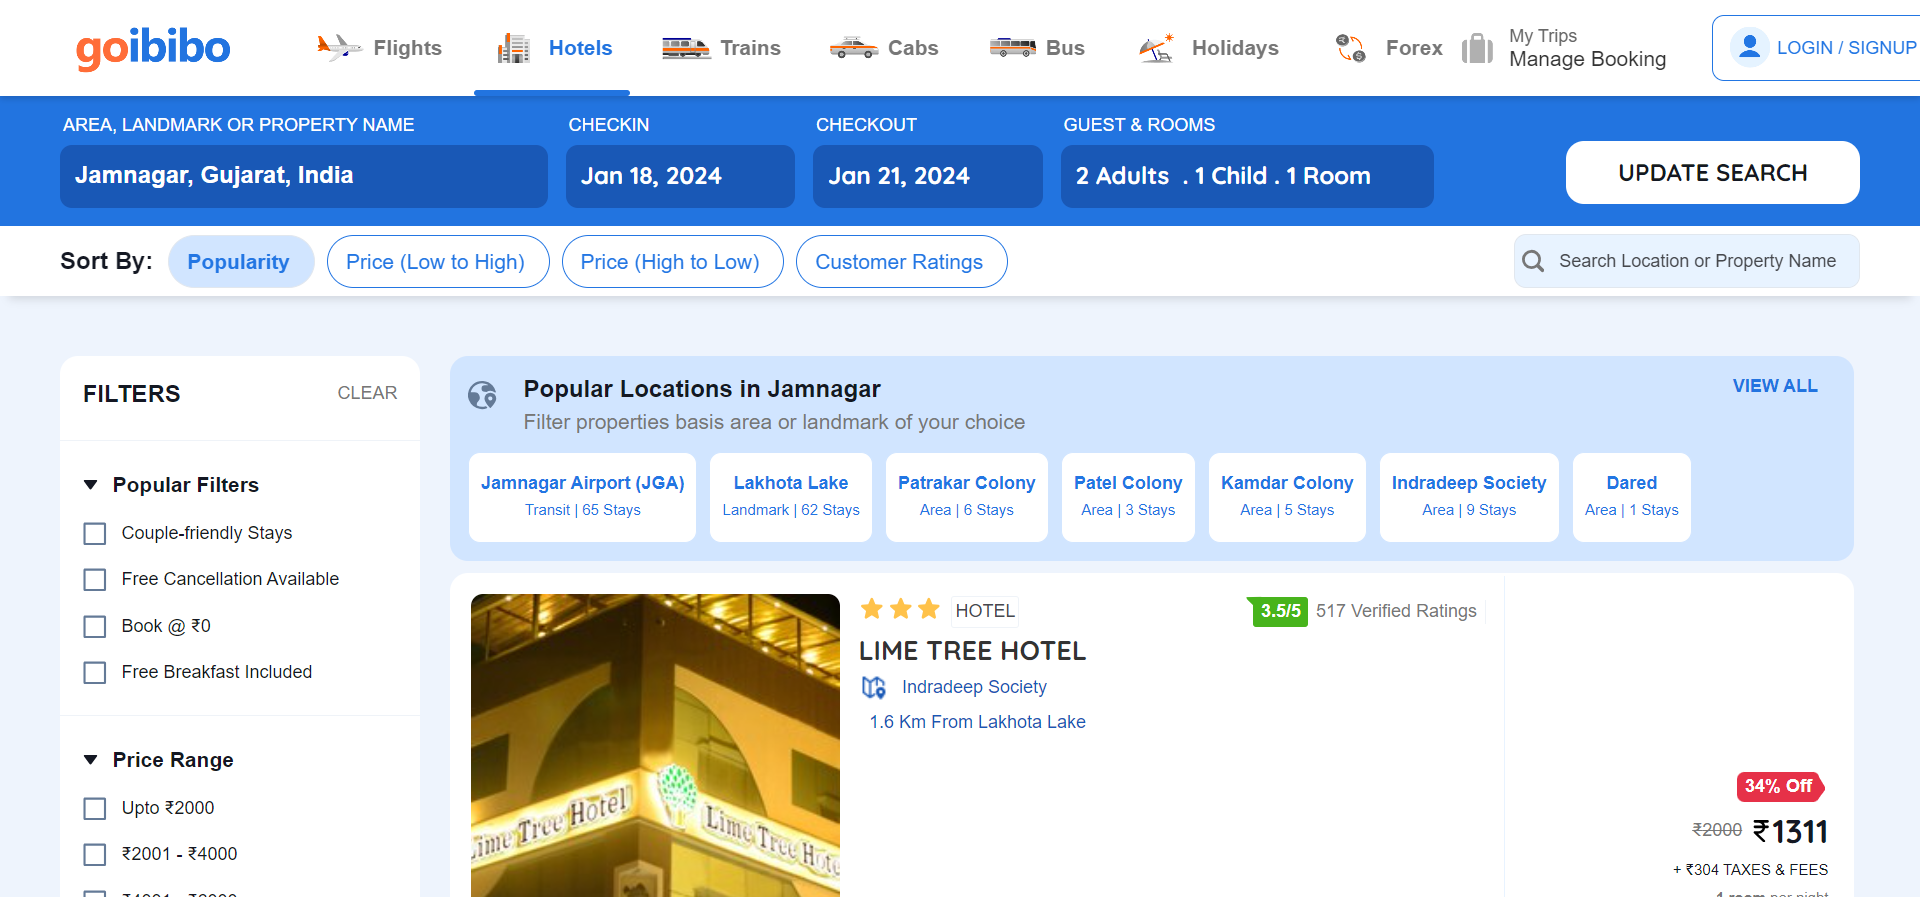 goibibo
Flights
Hotels
Trains
Cabs
Bus
Holidays
Forex
My Trips
Manage Booking
LOGIN / SIGNUP
AREA, LANDMARK OR PROPERTY NAME
CHECKIN
CHECKOUT
GUEST & ROOMS
Jamnagar, Gujarat, India
Jan 18, 2024
Jan 21, 2024
2 Adults . 1 Child . 1 Room
UPDATE SEARCH
Sort By:
Popularity
Price (Low to High)
Price (High to Low)
Customer Ratings
Search Location or Property Name
FILTERS
CLEAR
Popular Filters
Couple-friendly Stays
Free Cancellation Available
Book @ ₹0
Free Breakfast Included
Price Range
Upto ₹2000
₹2001 - ₹4000
Popular Locations in Jamnagar
VIEW ALL
Filter properties basis area or landmark of your choice
Jamnagar Airport (JGA)
Transit | 65 Stays
Lakhota Lake
Landmark | 62 Stays
Patrakar Colony
Area | 6 Stays
Patel Colony
Area | 3 Stays
Kamdar Colony
Area | 5 Stays
Indradeep Society
Area | 9 Stays
Dared
Area | 1 Stays
Lime Tree Hotel
Lime Tree Hote
HOTEL
3.5/5
517 Verified Ratings
LIME TREE HOTEL
Indradeep Society
1.6 Km From Lakhota Lake
34% Off
₹2000 ₹1311
+ ₹304 TAXES & FEES
1 room per night